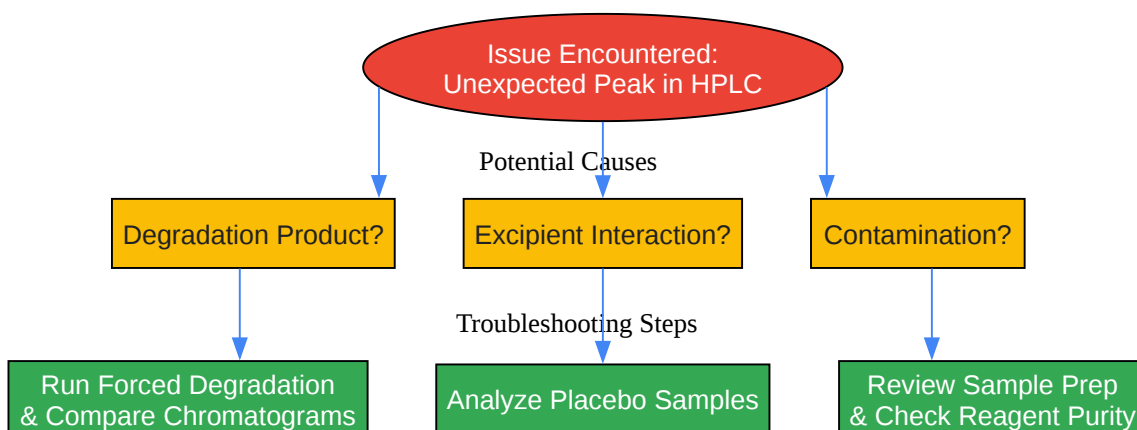 Issue Encountered:
Unexpected Peak in HPLC
Potential Causes
Degradation Product?
Excipient Interaction?
Contamination?
Troubleshooting Steps
Run Forced Degradation
& Compare Chromatograms
Analyze Placebo Samples
Review Sample Prep
& Check Reagent Purity